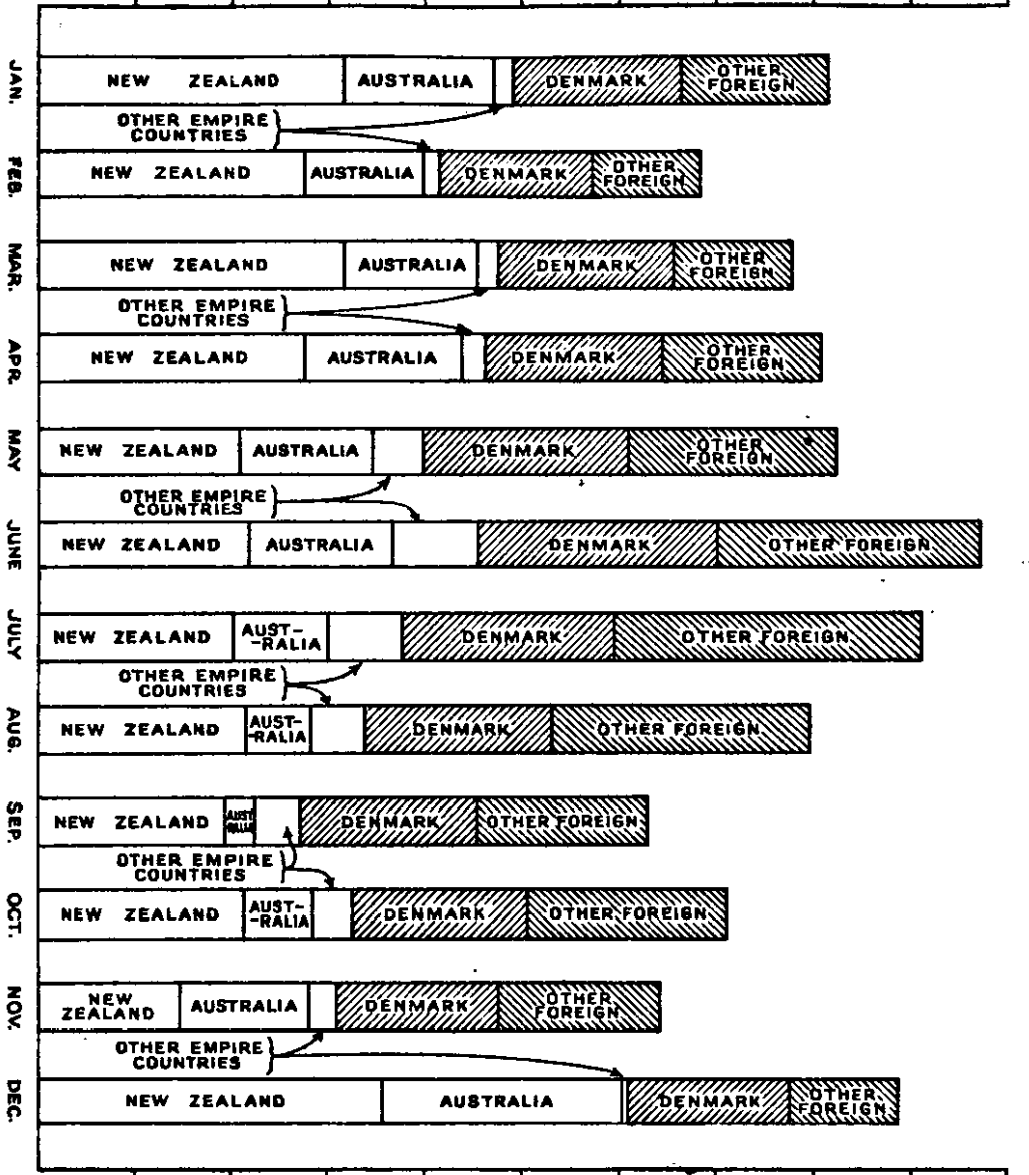 JAN.
NEW ZEALAND AUSTRALIA DENMARK OTHER FOREIGN
OTHER EMPIRE
COUNTRIES
FEB.
NEW ZEALAND AUSTRALIA DENMARK OTHER FOREIGN
MAR.
NEW ZEALAND AUSTRALIA DENMARK OTHER FOREIGN
OTHER EMPIRE
COUNTRIES
APR.
NEW ZEALAND AUSTRALIA DENMARK OTHER FOREIGN
MAY
NEW ZEALAND AUSTRALIA DENMARK OTHER FOREIGN
OTHER EMPIRE
COUNTRIES
JUNE
NEW ZEALAND AUSTRALIA DENMARK OTHER FOREIGN
JULY
NEW ZEALAND AUST-
-RALIA DENMARK OTHER FOREIGN
OTHER EMPIRE
COUNTRIES
AUG.
NEW ZEALAND AUST-
-RALIA DENMARK OTHER FOREIGN
SEP.
NEW ZEALAND AUST
RALIA DENMARK OTHER FOREIGN
OTHER EMPIRE
COUNTRIES
OCT.
NEW ZEALAND AUST-
-RALIA DENMARK OTHER FOREIGN
NOV.
NEW ZEALAND AUSTRALIA DENMARK OTHER FOREIGN
OTHER EMPIRE
COUNTRIES
DEC.
NEW ZEALAND AUSTRALIA DENMARK OTHER FOREIGN